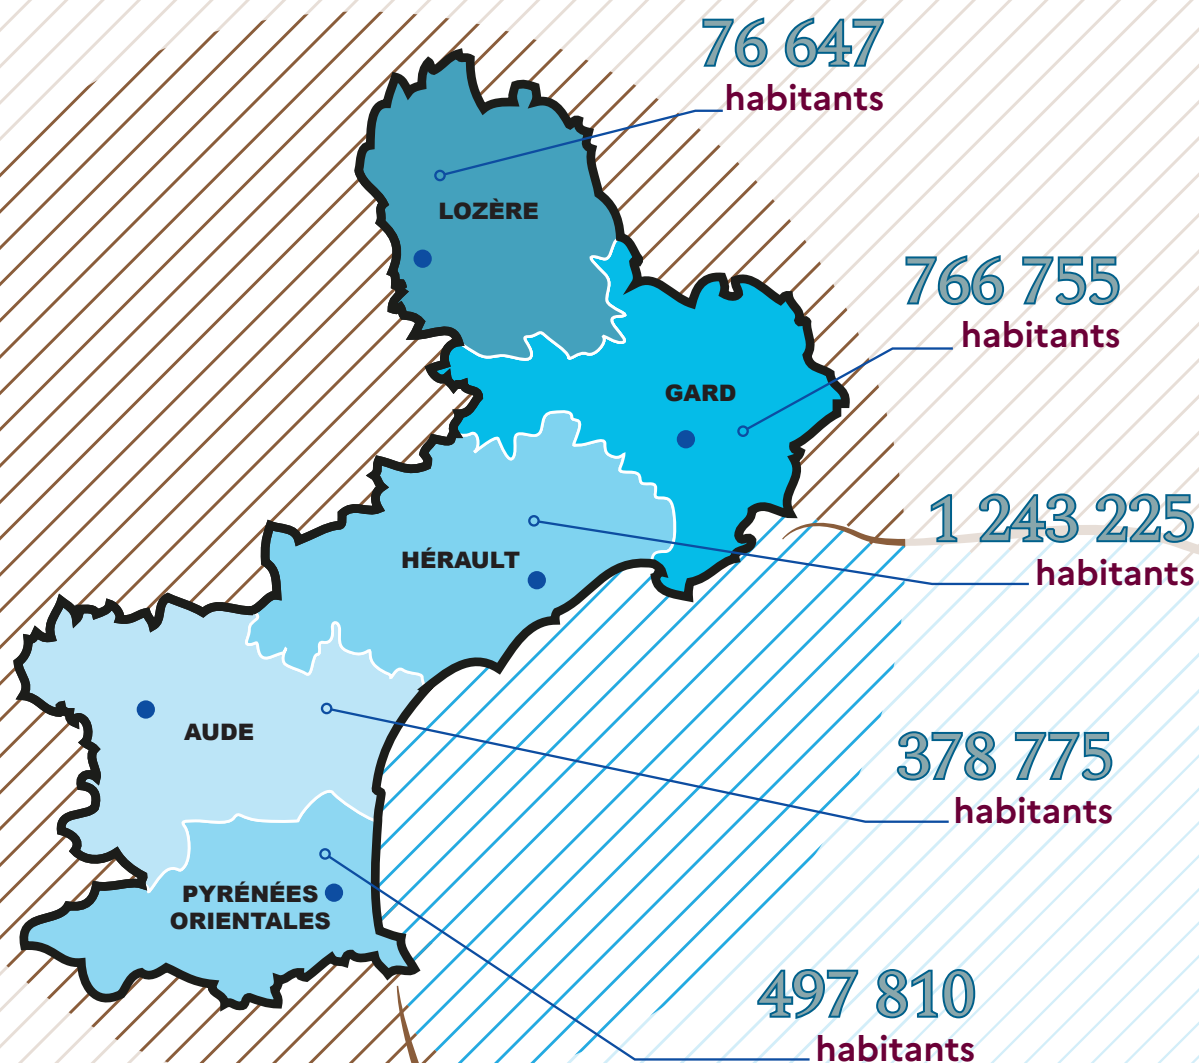 76 647
habitants
LOZÈRE
766 755
habitants
GARD
1 243 225
habitants
HÉRAULT
378 775
habitants
AUDE
PYRÉNÉES
ORIENTALES
497 810
habitants